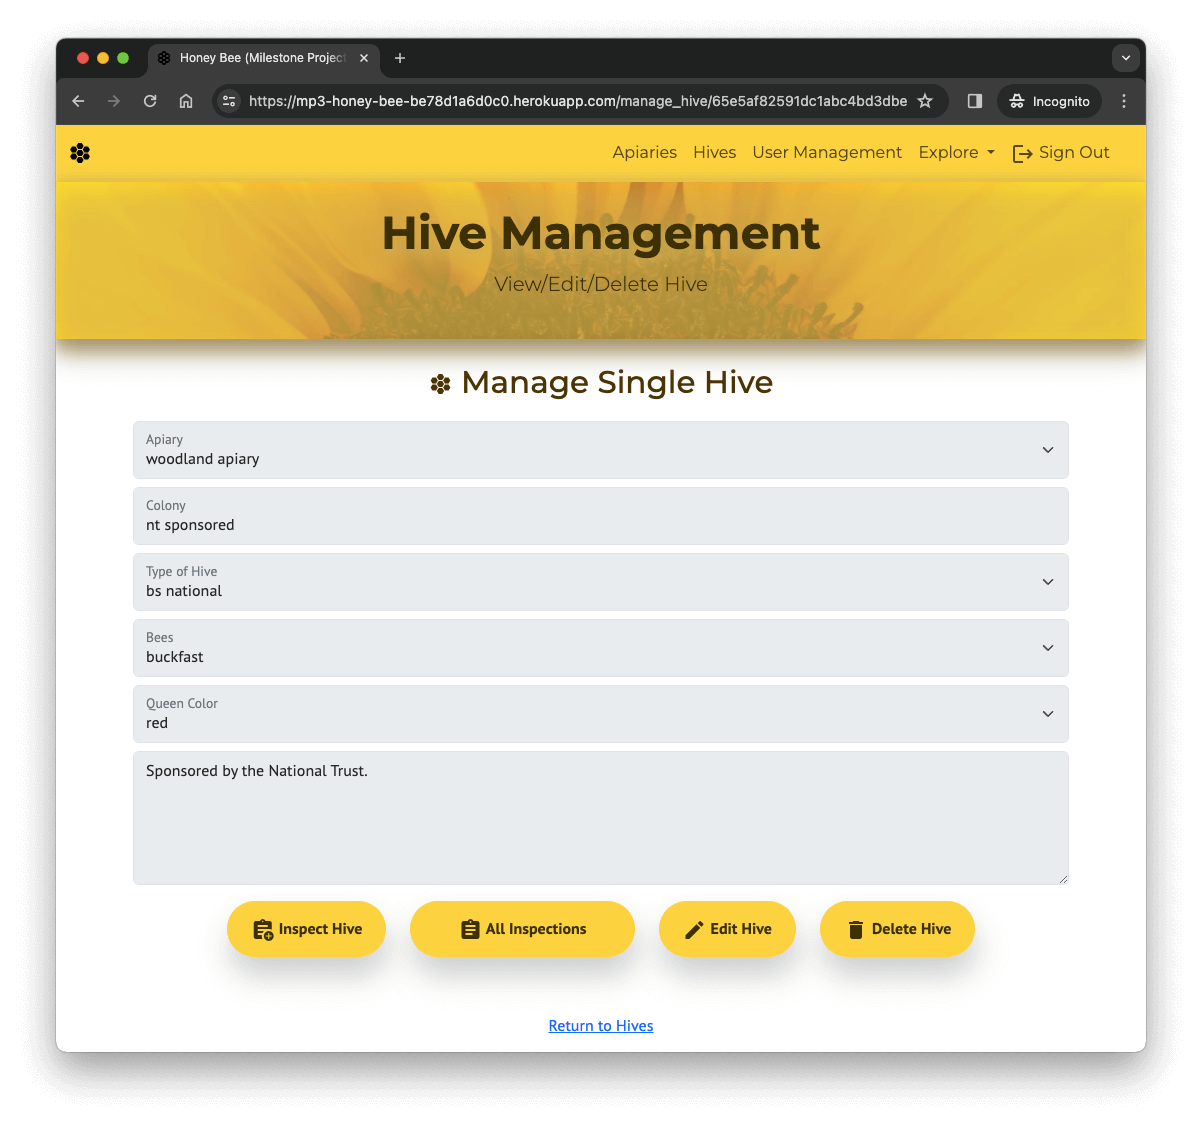 Honey Bee (Milestone Projec
https://mp3-honey-bee-be78d1a6d0c0.herokuapp.com/manage_hive/65e5af82591dc1abc4bd3dbe
Incognito
Apiaries Hives User Management Explore Sign Out
Hive Management
View/Edit/Delete Hive
Manage Single Hive
Apiary
woodland apiary
Colony
nt sponsored
Type of Hive
bs national
Bees
buckfast
Queen Color
red
Sponsored by the National Trust.
Inspect Hive All Inspections Edit Hive Delete Hive
Return to Hives